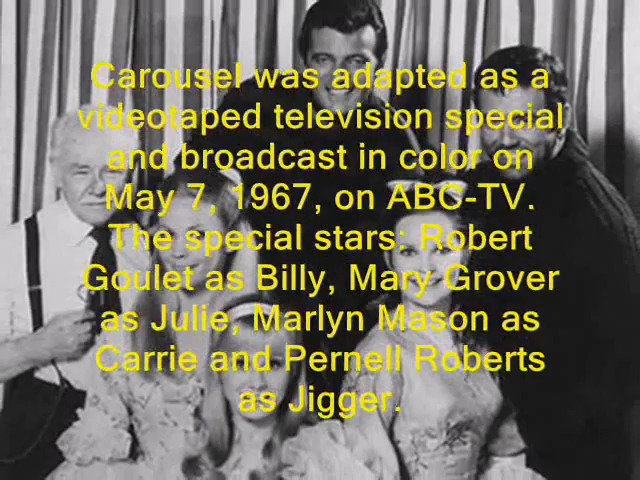 Carousel was adapted as a
videotaped television special
and broadcast in color on
May 7, 1967, on ABC-TV.
The special stars: Robert
Goulet as Billy, Mary Grover
as Julie, Marlyn Mason as
Carrie and Pernell Roberts
as Jigger.